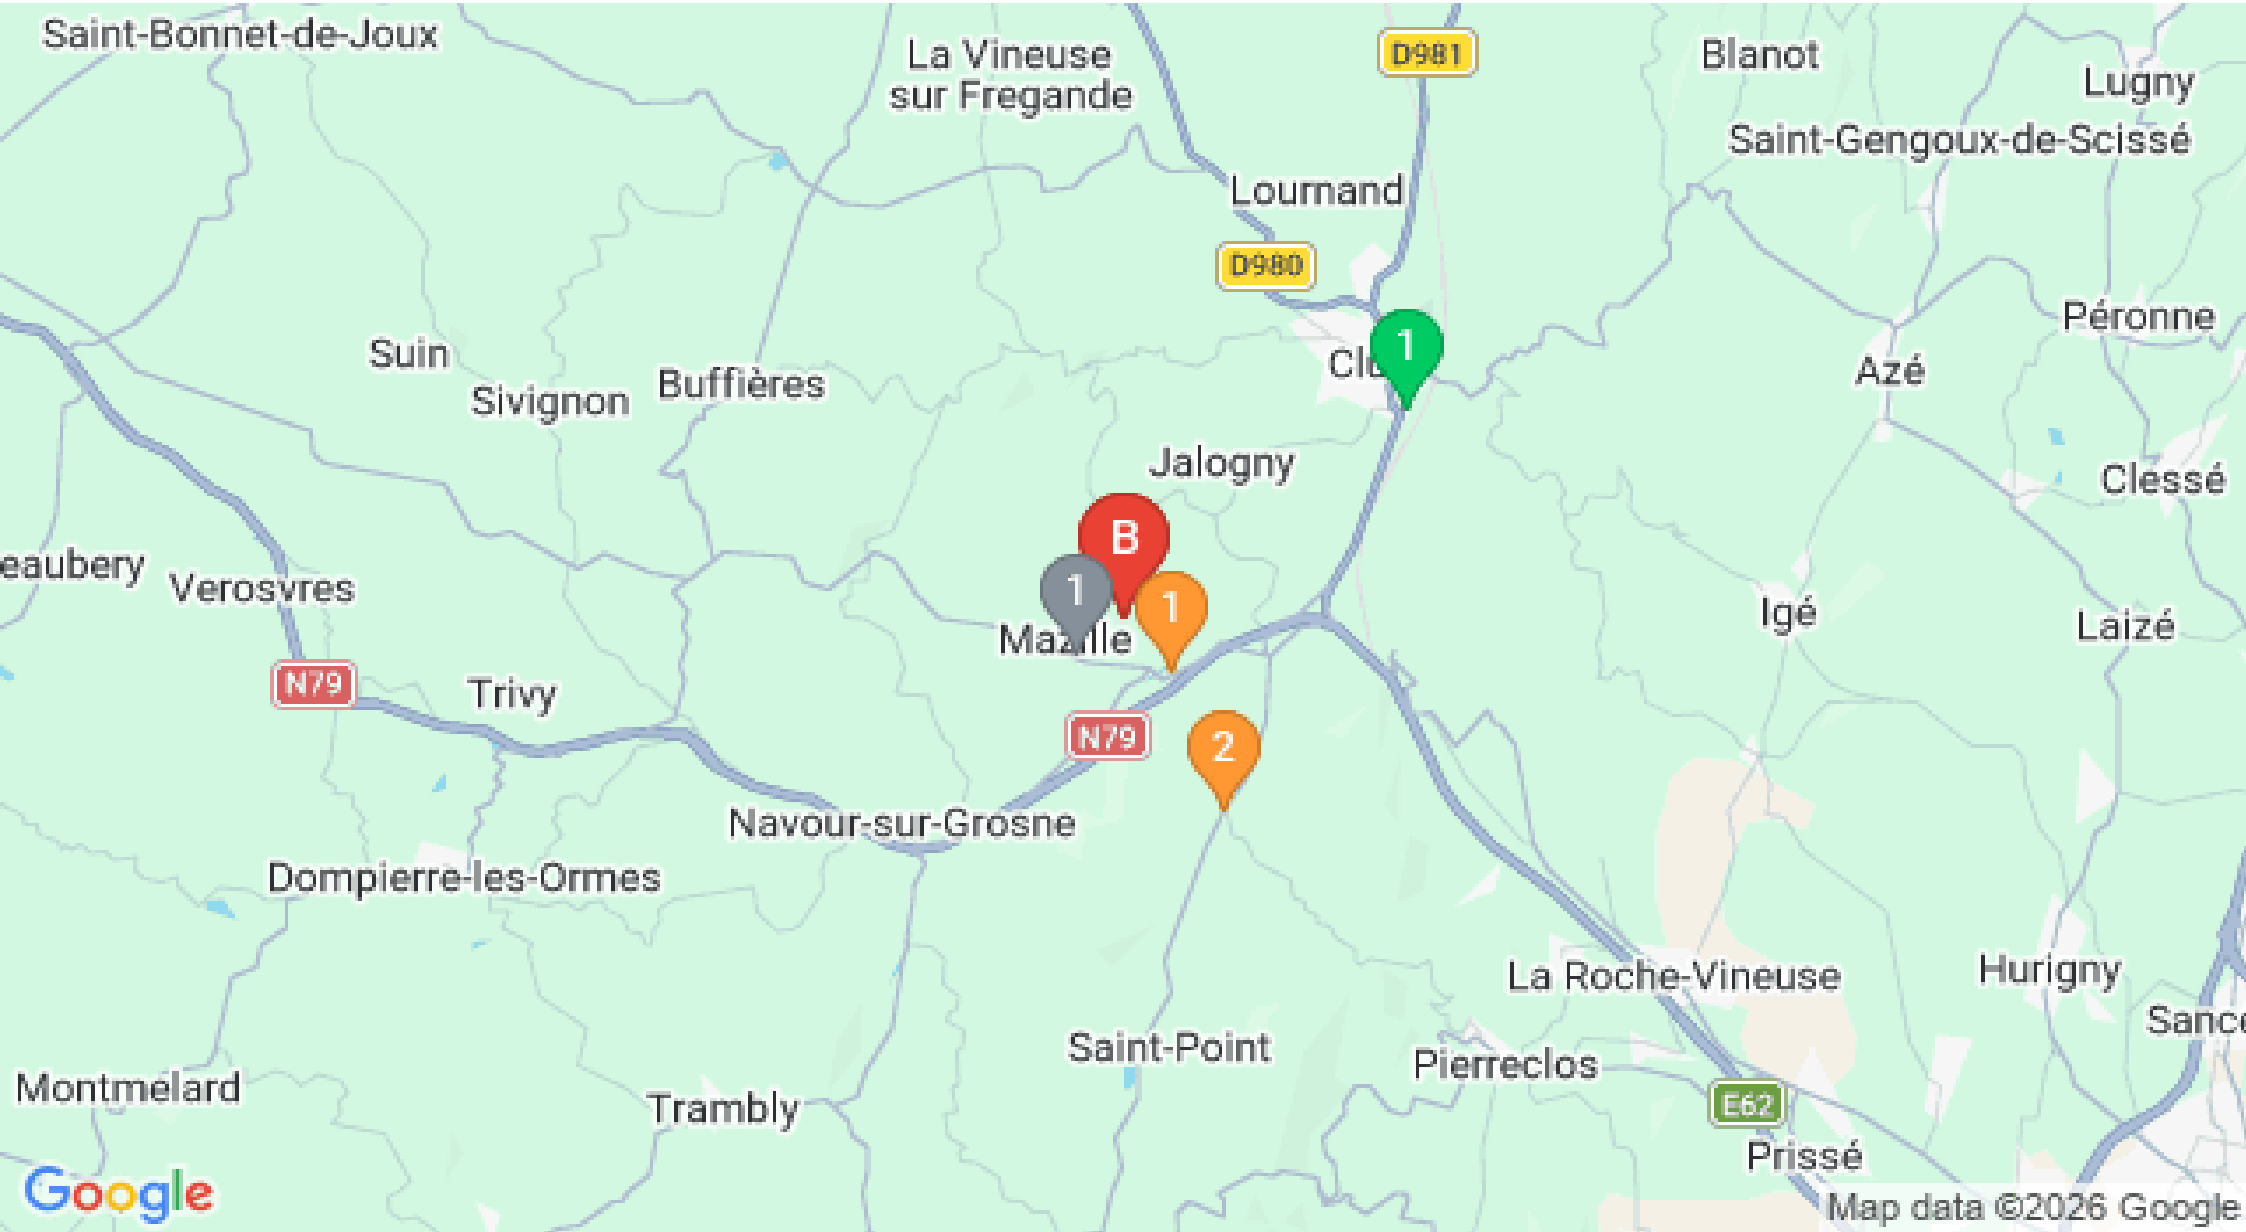 Saint-Bonnet-de-Joux
La Vineuse
sur Fregande
D981
Blanot
Lugny
Saint-Gengoux-de-Scissé
Lournand
D980
Péronne
1
Suin
Buffières
Azé
Sivignon
Jalogny
Clessé
B
eaubery
Verosvres
1
1
Igé
Laizé
Mazille
N79
Trivy
N79
2
Navour-sur-Grosne
Dompierre-les-Ormes
La Roche-Vineuse
Hurigny
Sance
Saint-Point
Pierreclos
Montmelard
Trambly
E62
Prissé
Google
Map data ©2026 Google